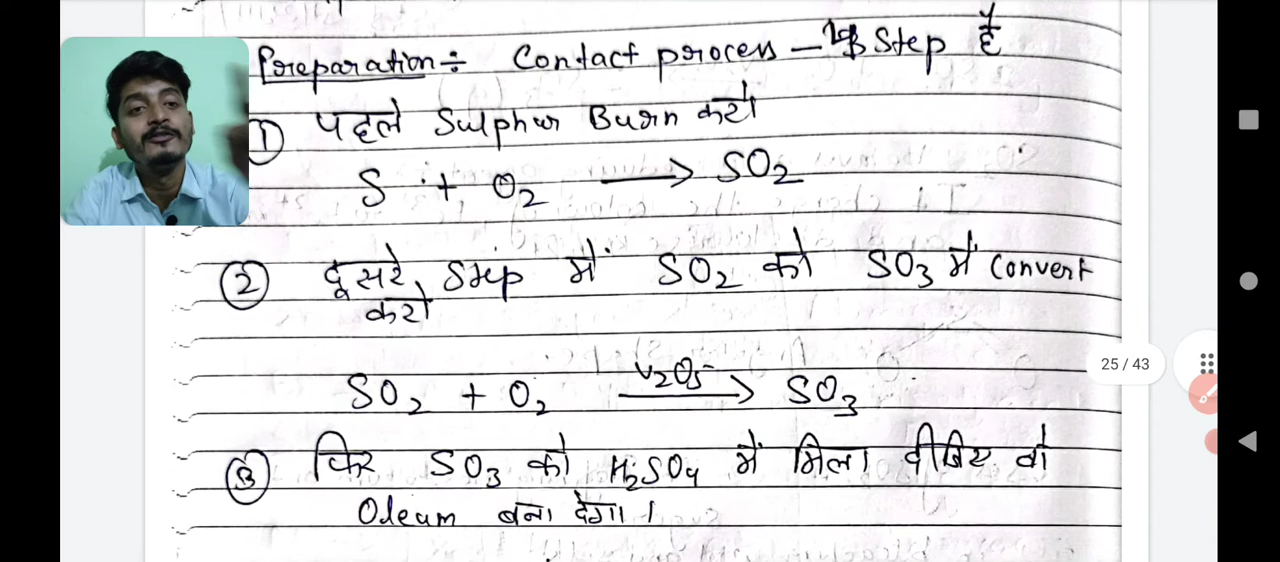 Preparation ÷ Contact process – Step है
① पहले Sulphur Burn करो
S + O2 → SO2
② दूसरे Step में SO2 को SO3 में convert
करो
25 / 43
SO2 + O2 V2O5→ SO3
③ फिर SO3 को H2SO4 में मिला दीजिए वो
Oleum बना देगा।